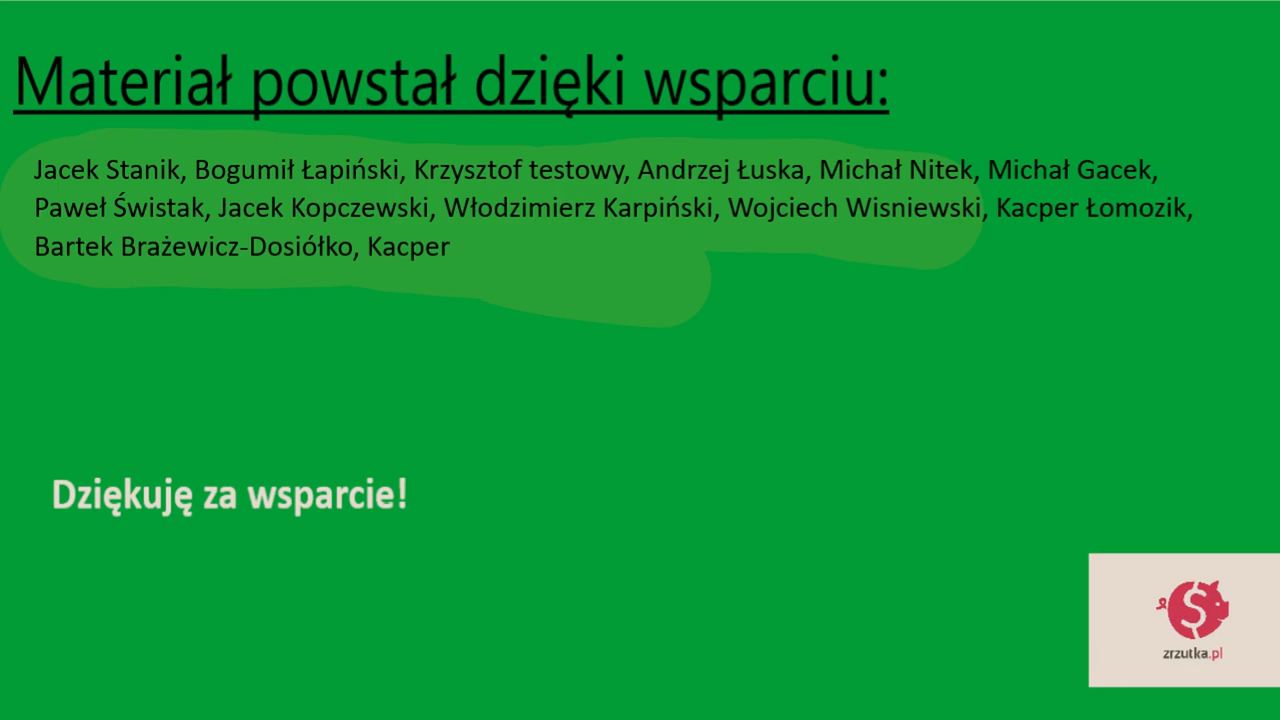 Materiał powstał dzięki wsparciu:
Jacek Stanik, Bogumił Łapiński, Krzysztof testowy, Andrzej Łuska, Michał Nitek, Michał Gacek,
Paweł Świstak, Jacek Kopczewski, Włodzimierz Karpiński, Wojciech Wisniewski, Kacper Łomozik,
Bartek Brażewicz-Dosiółko, Kacper
Dziękuję za wsparcie!
zrzutka.pl